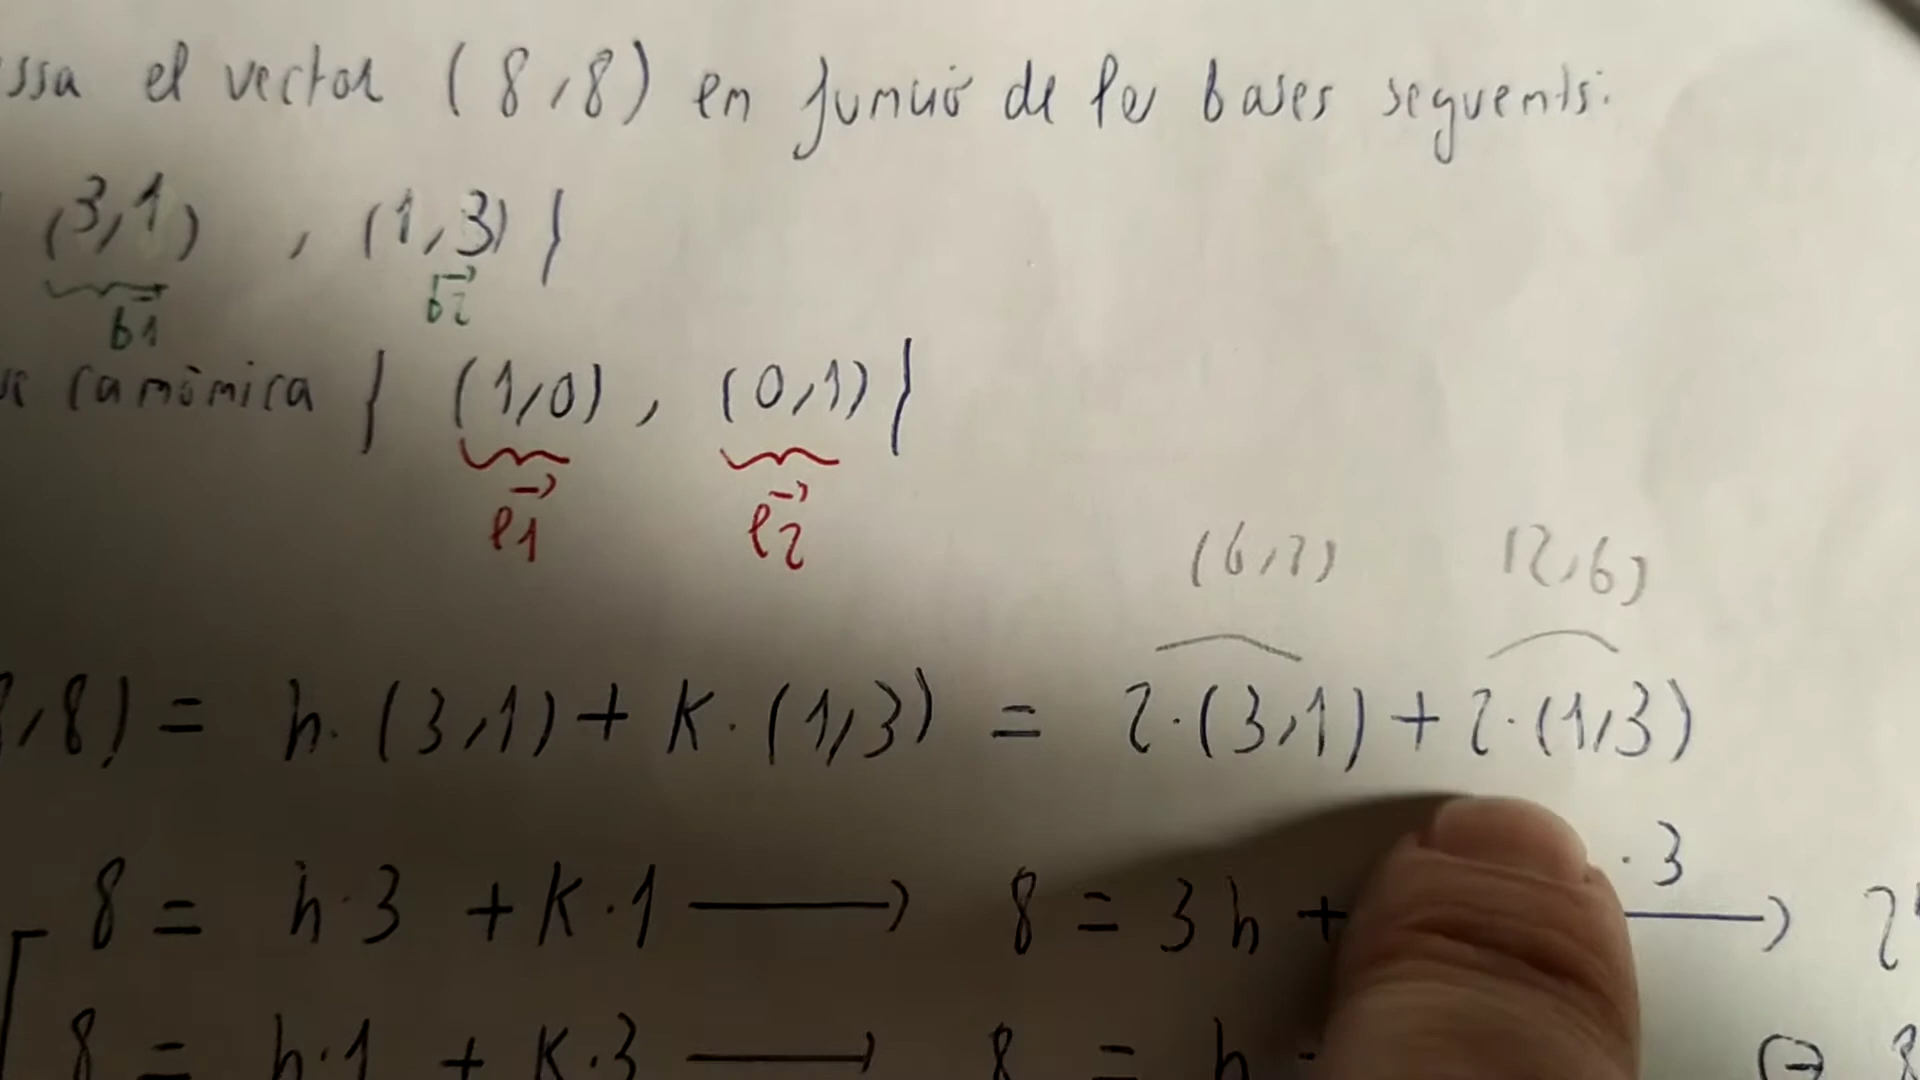 ssa el vector (8,8) en funció de les bases seguents:
(3,1) , (1,3) }
b1 b2
canònica { (1,0) , (0,1) }
e1 e2
(6,2) (2,6)
,8) = h·(3,1) + K·(1,3) = 2·(3,1) + 2·(1,3)
·3
8 = h·3 + K·1 → 8 = 3h + → 2
8 = h·1 + K·3 → 8 = h